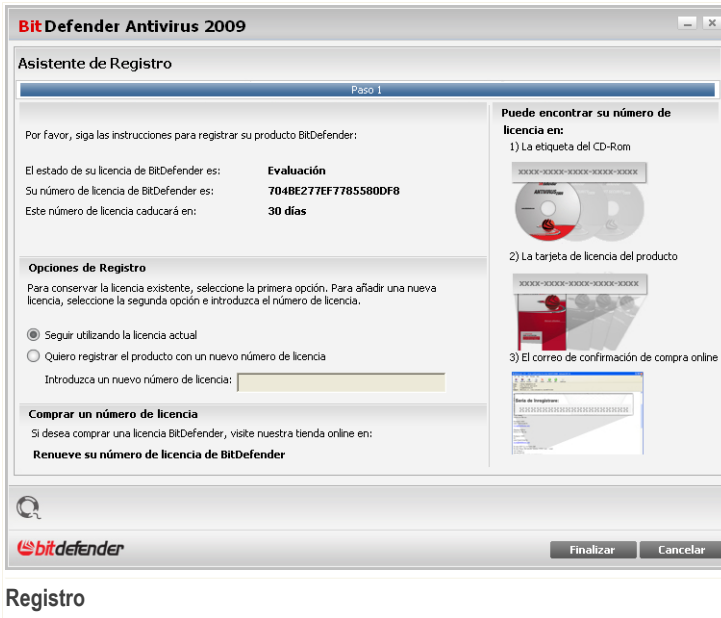 BitDefender Antivirus 2009
Asistente de Registro
Paso 1
Por favor, siga las instrucciones para registrar su producto BitDefender:
El estado de su licencia de BitDefender es: Evaluación
Su número de licencia de BitDefender es: 704BE277EF7785580DF8
Este número de licencia caducará en: 30 días
Opciones de Registro
Para conservar la licencia existente, seleccione la primera opción. Para añadir una nueva
licencia, seleccione la segunda opción e introduzca el número de licencia.
Seguir utilizando la licencia actual
Quiero registrar el producto con un nuevo número de licencia
Introduzca un nuevo número de licencia:
Comprar un número de licencia
Si desea comprar una licencia BitDefender, visite nuestra tienda online en:
Renueve su número de licencia de BitDefender
Puede encontrar su número de
licencia en:
1) La etiqueta del CD-Rom
xxxx-xxxx-xxxx-xxxx-xxxx
ANTIVIRUS 2009
2) La tarjeta de licencia del producto
xxxx-xxxx-xxxx-xxxx-xxxx
3) El correo de confirmación de compra online
bitdefender
Finalizar
Cancelar
Registro